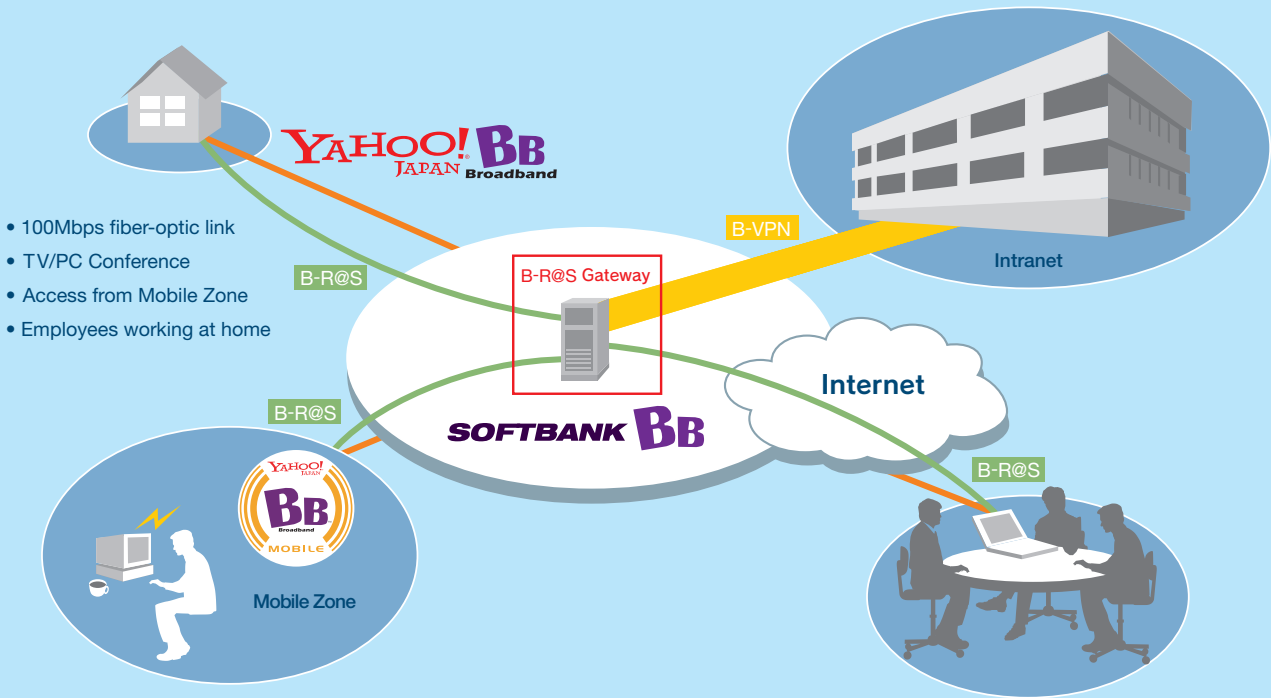 YAHOO! BB
JAPAN Broadband
• 100Mbps fiber-optic link
• TV/PC Conference
• Access from Mobile Zone
• Employees working at home
B-R@S
B-VPN
Intranet
B-R@S Gateway
Internet
SOFTBANK BB
B-R@S
B-R@S
YAHOO!
JAPAN
BB
Broadband
MOBILE
Mobile Zone